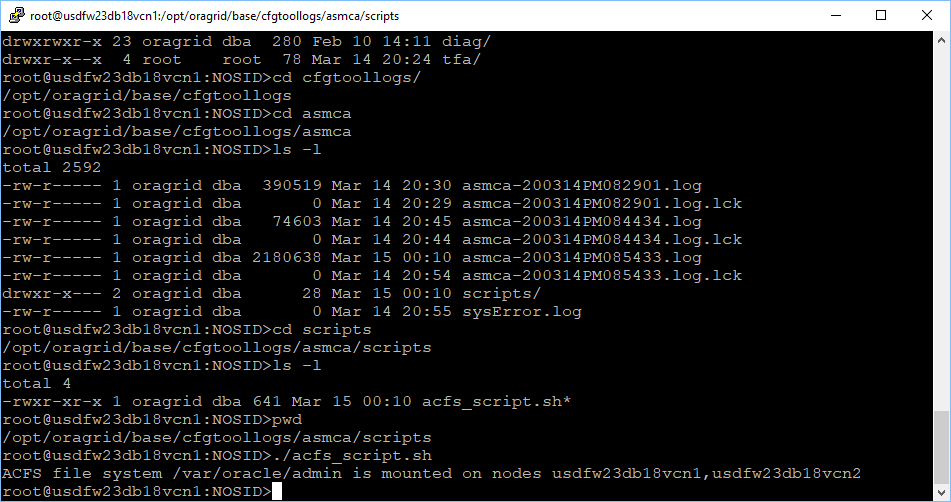 root@usdfw23db18vcn1:/opt/oragrid/base/cfgtoollogs/asmca/scripts
drwxrwxr-x 23 oragrid dba  280 Feb 10 14:11 diag/
drwxr-x--x  4 root    root  78 Mar 14 20:24 tfa/
root@usdfw23db18vcn1:NOSID>cd cfgtoollogs/
/opt/oragrid/base/cfgtoollogs
root@usdfw23db18vcn1:NOSID>cd asmca
/opt/oragrid/base/cfgtoollogs/asmca
root@usdfw23db18vcn1:NOSID>ls -l
total 2592
-rw-r----- 1 oragrid dba  390519 Mar 14 20:30 asmca-200314PM082901.log
-rw-r----- 1 oragrid dba       0 Mar 14 20:29 asmca-200314PM082901.log.lck
-rw-r----- 1 oragrid dba   74603 Mar 14 20:45 asmca-200314PM084434.log
-rw-r----- 1 oragrid dba       0 Mar 14 20:44 asmca-200314PM084434.log.lck
-rw-r----- 1 oragrid dba 2180638 Mar 15 00:10 asmca-200314PM085433.log
-rw-r----- 1 oragrid dba       0 Mar 14 20:54 asmca-200314PM085433.log.lck
drwxr-x--- 2 oragrid dba      28 Mar 15 00:10 scripts/
-rw-r----- 1 oragrid dba       0 Mar 14 20:55 sysError.log
root@usdfw23db18vcn1:NOSID>cd scripts
/opt/oragrid/base/cfgtoollogs/asmca/scripts
root@usdfw23db18vcn1:NOSID>ls -l
total 4
-rwxr-xr-x 1 oragrid dba 641 Mar 15 00:10 acfs_script.sh*
root@usdfw23db18vcn1:NOSID>pwd
/opt/oragrid/base/cfgtoollogs/asmca/scripts
root@usdfw23db18vcn1:NOSID>./acfs_script.sh
ACFS file system /var/oracle/admin is mounted on nodes usdfw23db18vcn1,usdfw23db18vcn2
root@usdfw23db18vcn1:NOSID>